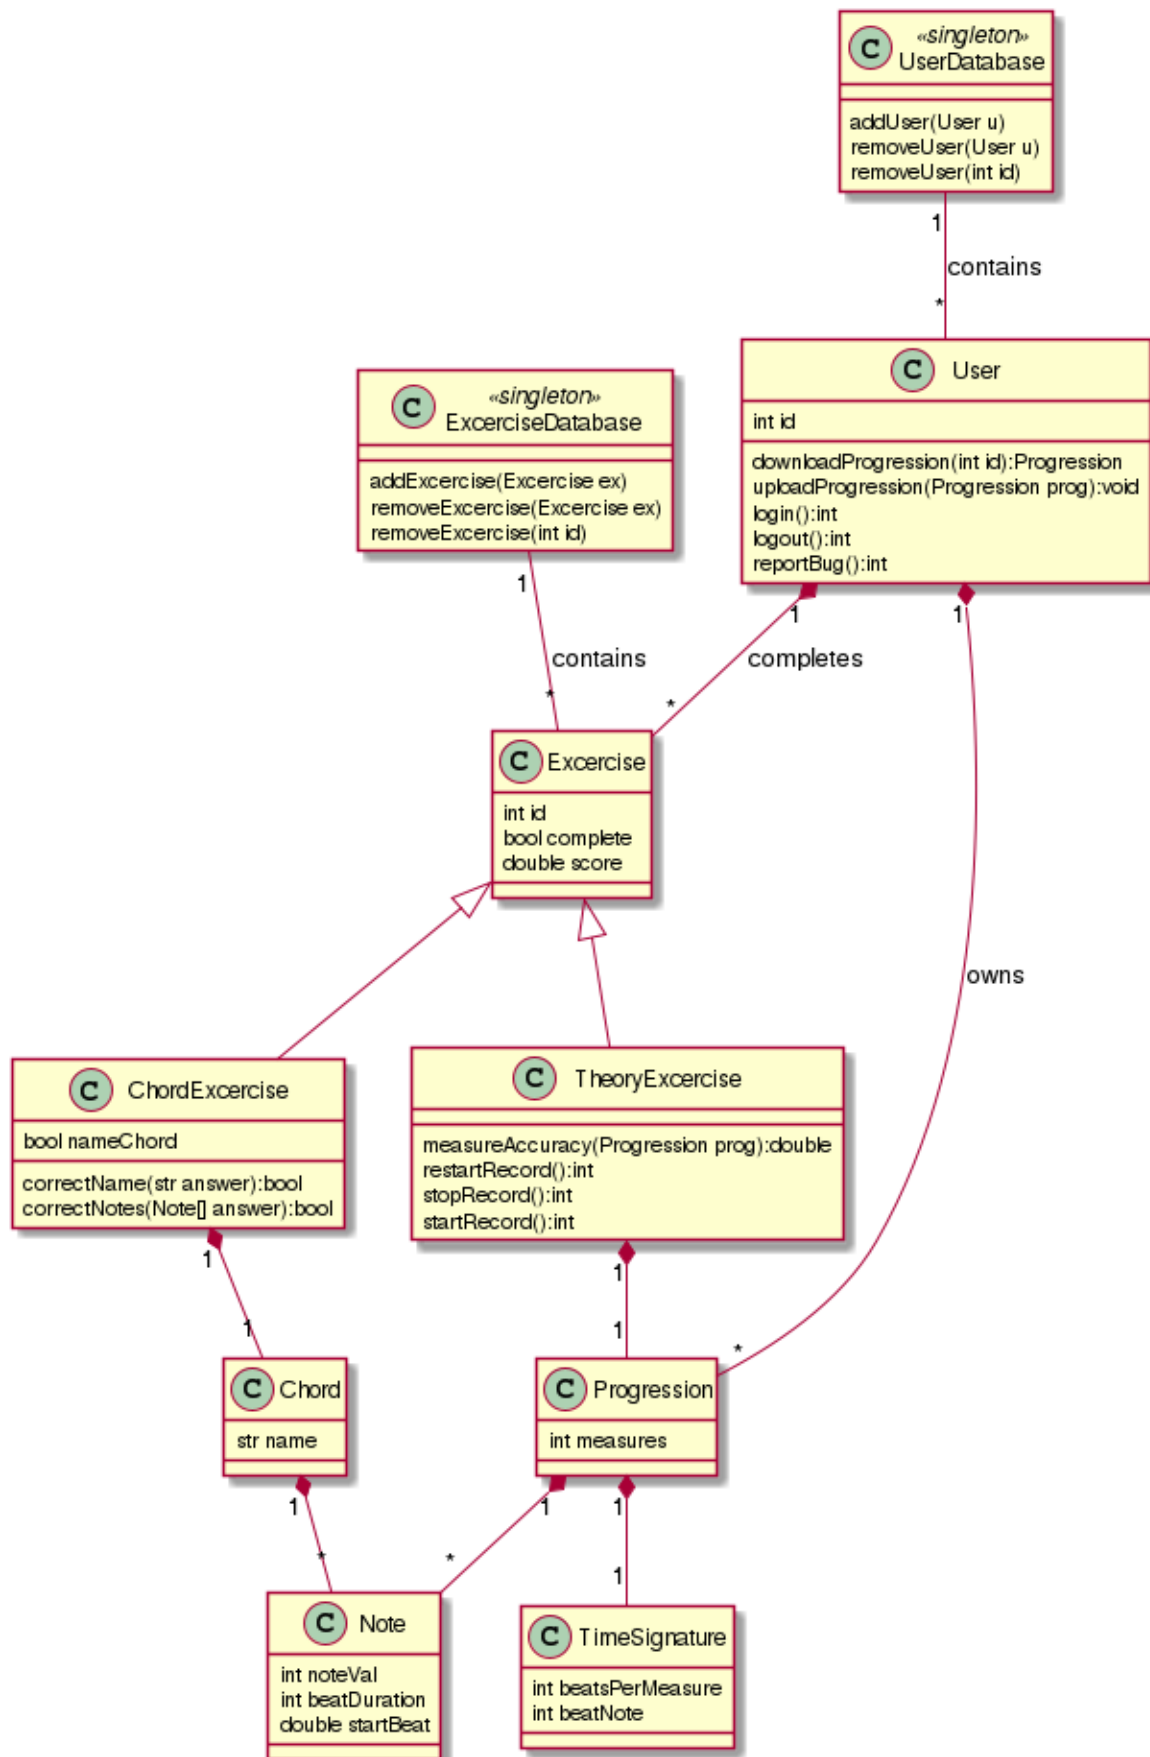 C «singleton»
UserDatabase
addUser(User u)
removeUser(User u)
removeUser(int id)
1
contains
*
C User
int id
downloadProgression(int id):Progression
uploadProgression(Progression prog):void
login():int
logout():int
reportBug():int
C «singleton»
ExcerciseDatabase
addExcercise(Excercise ex)
removeExcercise(Excercise ex)
removeExcercise(int id)
1
contains
*
1
completes
*
1
owns
*
C Excercise
int id
bool complete
double score
C ChordExcercise
bool nameChord
correctName(str answer):bool
correctNotes(Note[] answer):bool
C TheoryExcercise
measureAccuracy(Progression prog):double
restartRecord():int
stopRecord():int
startRecord():int
1
1
1
1
C Chord
str name
C Progression
int measures
1
*
1
*
1
1
C Note
int noteVal
int beatDuration
double startBeat
C TimeSignature
int beatsPerMeasure
int beatNote